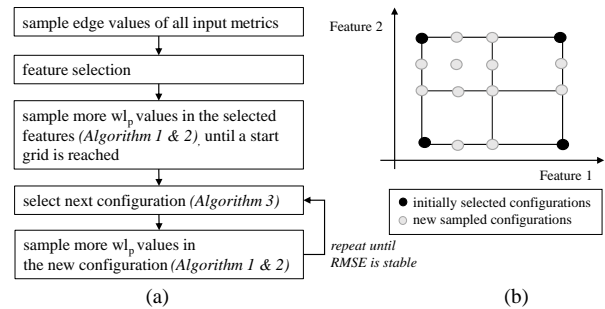 sample edge values of all input metrics
feature selection
sample more wlp values in the selected
features (Algorithm 1 & 2), until a start
grid is reached
select next configuration (Algorithm 3)
sample more wlp values in
the new configuration (Algorithm 1 & 2)
repeat until
RMSE is stable
(a)
Feature 2
Feature 1
initially selected configurations
new sampled configurations
(b)